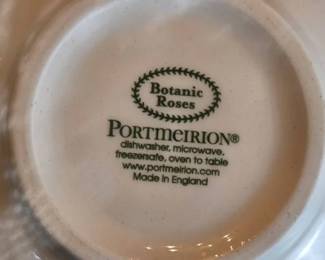 Botanic
Roses
PORTMEIRION®
dishwasher, microwave,
freezersafe, oven to table
www.portmeirion.com
Made in England